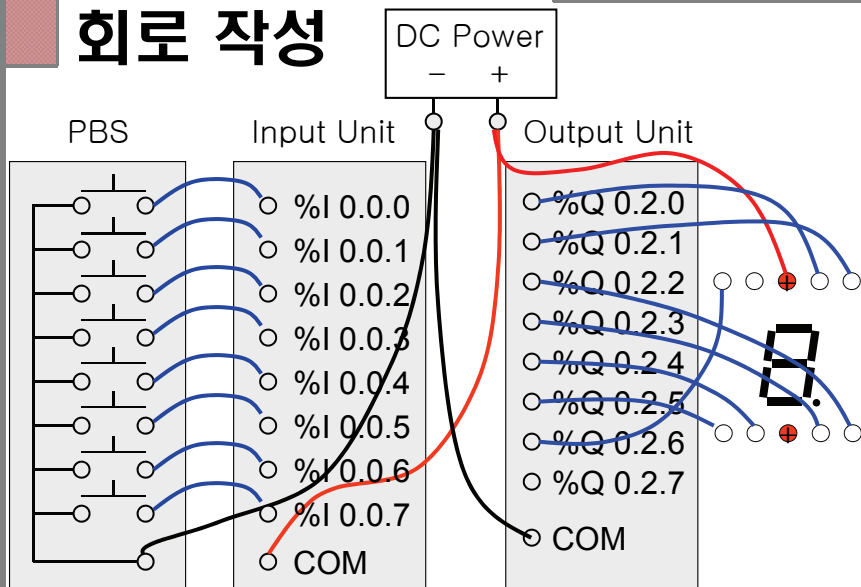 회로 작성
DC Power
− +
PBS
Input Unit
Output Unit
%I 0.0.0
%I 0.0.1
%I 0.0.2
%I 0.0.3
%I 0.0.4
%I 0.0.5
%I 0.0.6
%I 0.0.7
COM
%Q 0.2.0
%Q 0.2.1
%Q 0.2.2
%Q 0.2.3
%Q 0.2.4
%Q 0.2.5
%Q 0.2.6
%Q 0.2.7
COM
+
8.
+